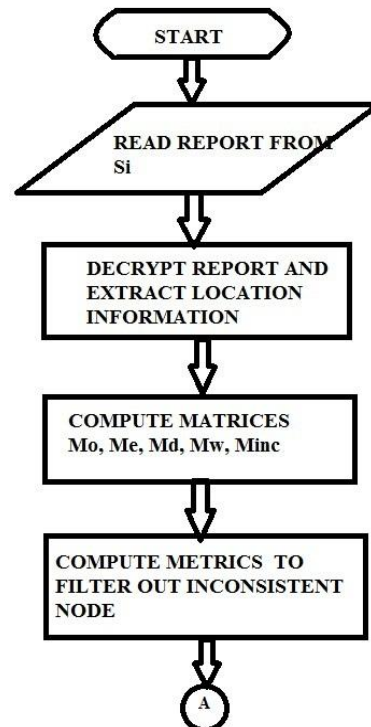 START
READ REPORT FROM
Si
DECRYPT REPORT AND
EXTRACT LOCATION
INFORMATION
COMPUTE MATRICES
Mo, Me, Md, Mw, Minc
COMPUTE METRICS TO
FILTER OUT INCONSISTENT
NODE
A